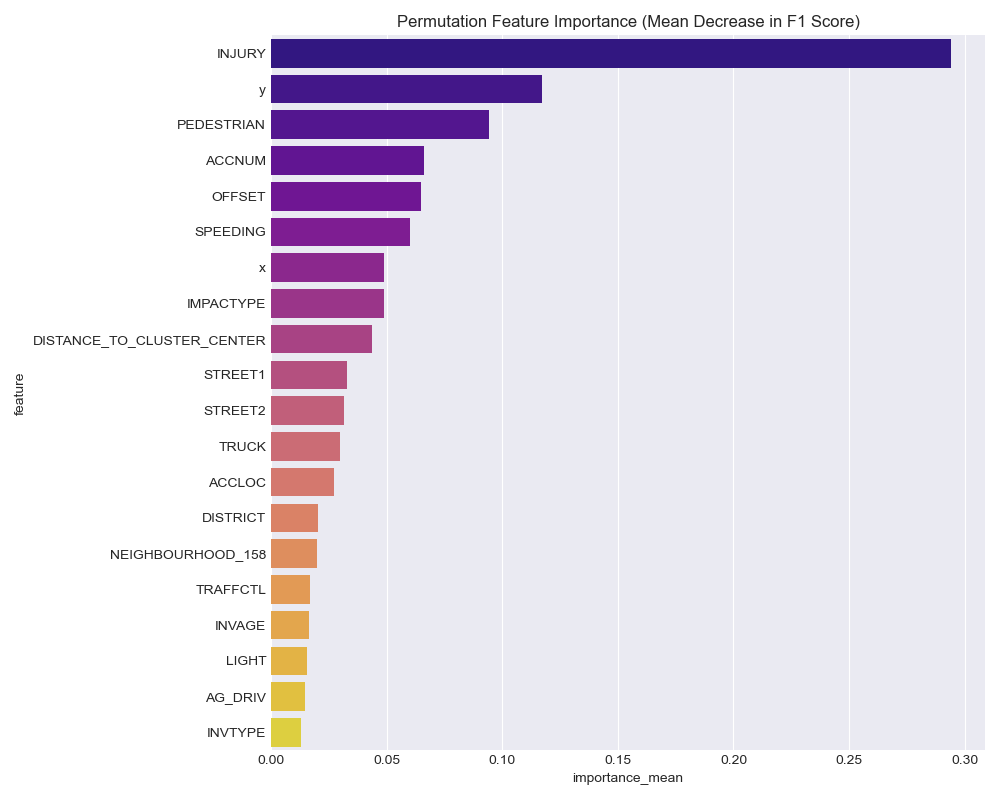 Permutation Feature Importance (Mean Decrease in F1 Score)
INJURY
y
PEDESTRIAN
ACCNUM
OFFSET
SPEEDING
x
IMPACTYPE
DISTANCE_TO_CLUSTER_CENTER
STREET1
STREET2
TRUCK
ACCLOC
DISTRICT
NEIGHBOURHOOD_158
TRAFFCTL
INVAGE
LIGHT
AG_DRIV
INVTYPE
feature
0.00 0.05 0.10 0.15 0.20 0.25 0.30
importance_mean